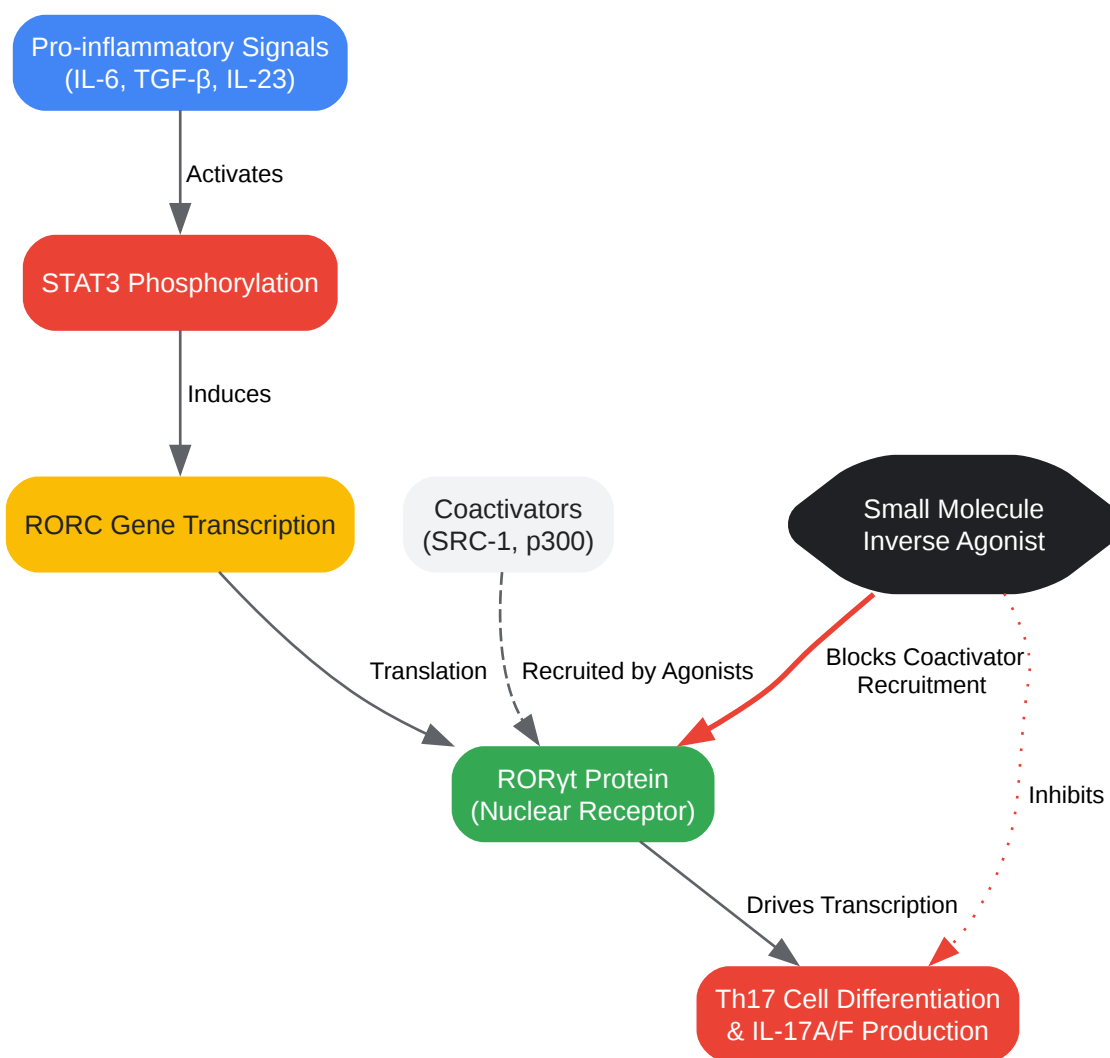 Pro-inflammatory Signals
(IL-6, TGF-β, IL-23)
Activates
STAT3 Phosphorylation
Induces
RORC Gene Transcription
Coactivators
(SRC-1, p300)
Small Molecule
Inverse Agonist
Translation
Recruited by Agonists
Blocks Coactivator
Recruitment
RORγt Protein
(Nuclear Receptor)
Inhibits
Drives Transcription
Th17 Cell Differentiation
& IL-17A/F Production